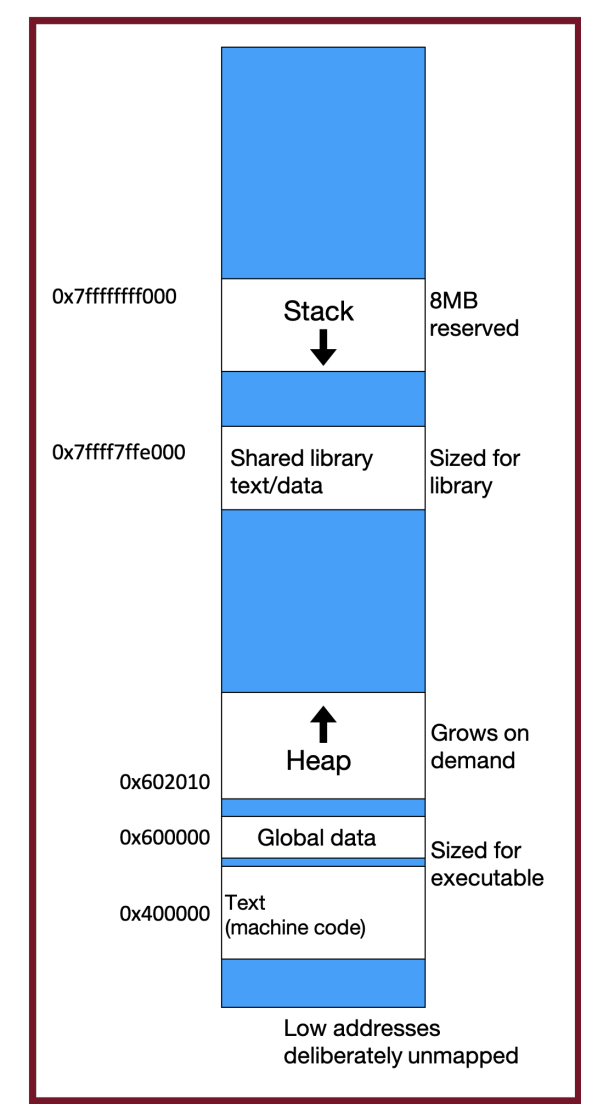 0x7ffffffff000
Stack
8MB
reserved
0x7ffff7ffe000
Shared library
text/data
Sized for
library
Grows on
demand
Heap
0x602010
0x600000
Global data
Sized for
executable
0x400000
Text
(machine code)
Low addresses
deliberately unmapped